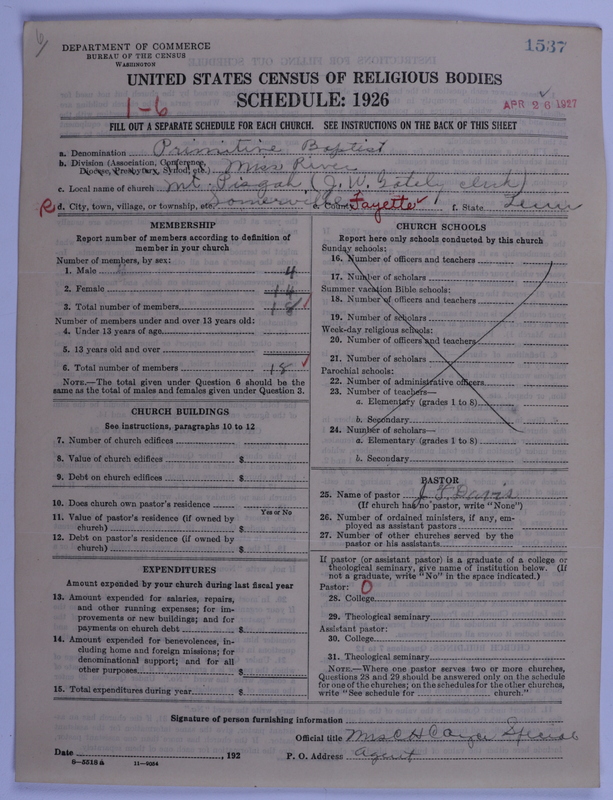 6
DEPARTMENT OF COMMERCE
BUREAU OF THE CENSUS
WASHINGTON
1537
UNITED STATES CENSUS OF RELIGIOUS BODIES
SCHEDULE: 1926
1-6
APR 26 1927
FILL OUT A SEPARATE SCHEDULE FOR EACH CHURCH. SEE INSTRUCTIONS ON THE BACK OF THIS SHEET
a. Denomination Primitive Baptist
b. Division (Association, Conference, Diocese, Presbytery, Synod, etc.) Miss River
c. Local name of church Mt. Pisgah (J. W. Gately clerk)
R d. City, town, village, or township, etc. Somerville e. County Fayette f. State Tenn
MEMBERSHIP
Report number of members according to definition of
member in your church
Number of members, by sex:
1. Male 4
2. Female 14
3. Total number of members 18
Number of members under and over 13 years old:
4. Under 13 years of age
5. 13 years old and over
6. Total number of members 18
NOTE.—The total given under Question 6 should be the
same as the total of males and females given under Question 3.
CHURCH BUILDINGS
See instructions, paragraphs 10 to 12
7. Number of church edifices
8. Value of church edifices $
9. Debt on church edifices $
10. Does church own pastor's residence
Yes or No
11. Value of pastor's residence (if owned by
church) $
12. Debt on pastor's residence (if owned by
church) $
EXPENDITURES
Amount expended by your church during last fiscal year
13. Amount expended for salaries, repairs,
and other running expenses; for im-
provements or new buildings; and for
payments on church debt $
14. Amount expended for benevolences, in-
cluding home and foreign missions; for
denominational support; and for all
other purposes $
15. Total expenditures during year $
CHURCH SCHOOLS
Report here only schools conducted by this church
Sunday schools:
16. Number of officers and teachers
17. Number of scholars
Summer vacation Bible schools:
18. Number of officers and teachers
19. Number of scholars
Week-day religious schools:
20. Number of officers and teachers
21. Number of scholars
Parochial schools:
22. Number of administrative officers
23. Number of teachers—
a. Elementary (grades 1 to 8)
b. Secondary
24. Number of scholars—
a. Elementary (grades 1 to 8)
b. Secondary
PASTOR
25. Name of pastor Davis
(If church has no pastor, write "None")
26. Number of ordained ministers, if any, em-
ployed as assistant pastors
27. Number of other churches served by the
pastor or his assistants
If pastor (or assistant pastor) is a graduate of a college or
theological seminary, give name of institution below. (If
not a graduate, write "No" in the space indicated.)
Pastor: 0
28. College
29. Theological seminary
Assistant pastor:
30. College
31. Theological seminary
NOTE.—Where one pastor serves two or more churches,
Questions 28 and 29 should be answered only on the schedule
for one of the churches; on the schedules for the other churches,
write "See schedule for church."
Signature of person furnishing information
Official title Mrs C H Special
Date , 192 P. O. Address Agent
8—5518 a 11—9054